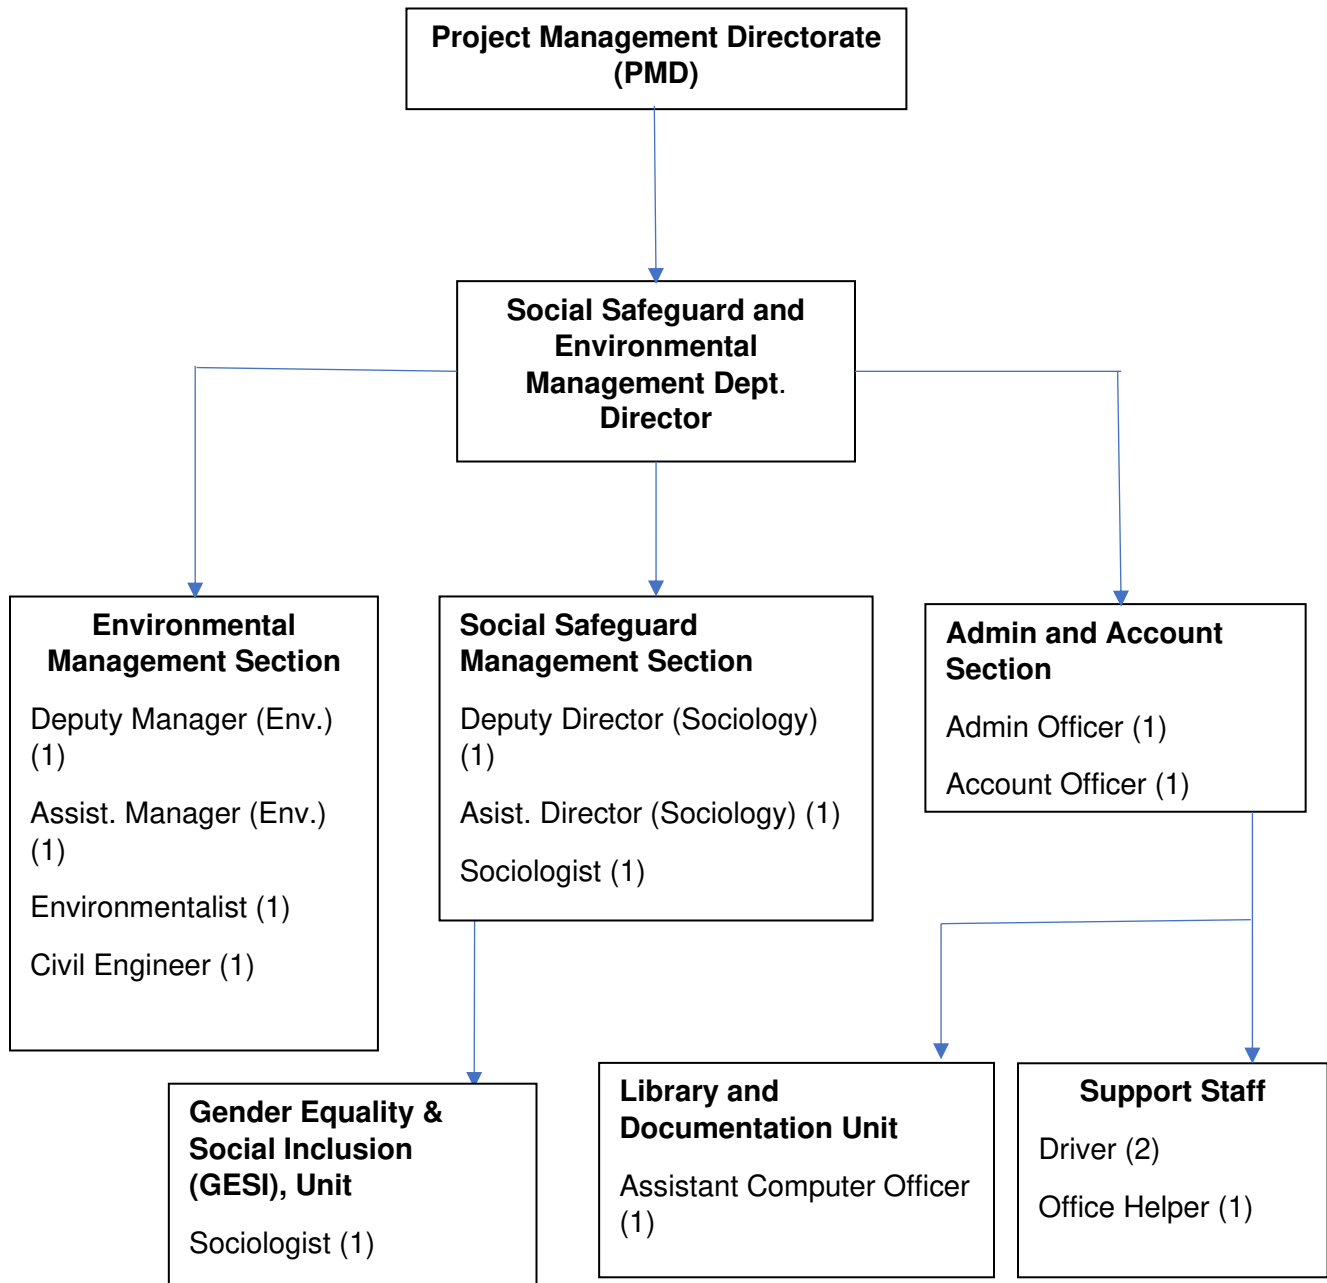 Project Management Directorate
(PMD)
Social Safeguard and
Environmental
Management Dept.
Director
Environmental
Management Section
Deputy Manager (Env.)
(1)
Assist. Manager (Env.)
(1)
Environmentalist (1)
Civil Engineer (1)
Social Safeguard
Management Section
Deputy Director (Sociology)
(1)
Asist. Director (Sociology) (1)
Sociologist (1)
Admin and Account
Section
Admin Officer (1)
Account Officer (1)
Gender Equality &
Social Inclusion
(GESI), Unit
Sociologist (1)
Library and
Documentation Unit
Assistant Computer Officer
(1)
Support Staff
Driver (2)
Office Helper (1)